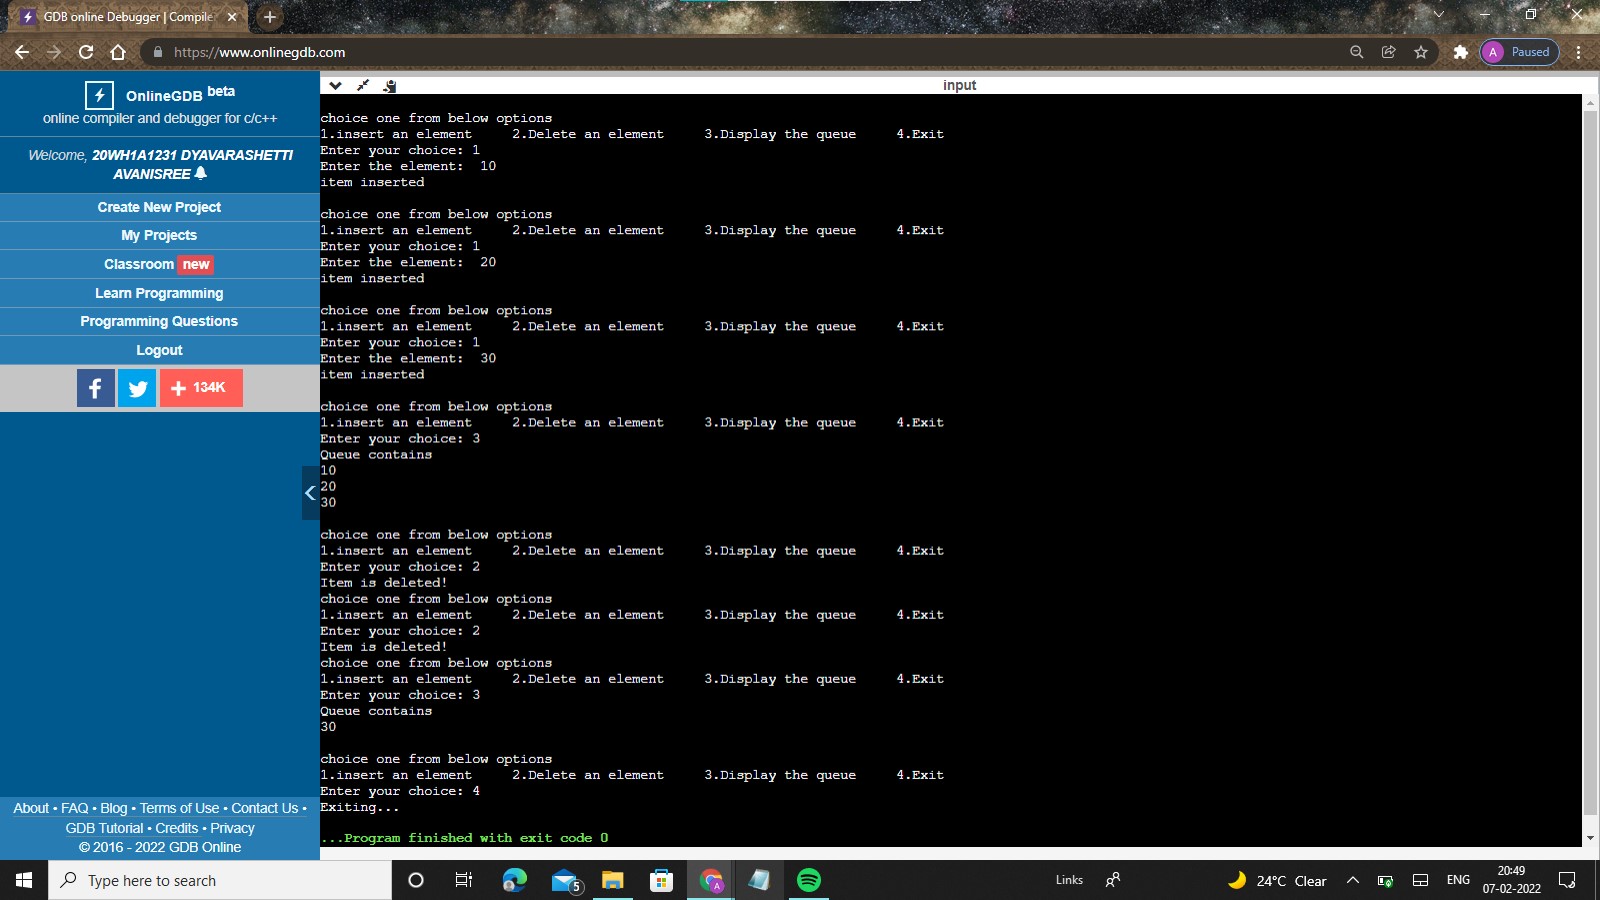 GDB online Debugger | Compiler
https://www.onlinegdb.com
Paused
A
OnlineGDB beta
online compiler and debugger for c/c++
Welcome, 20WH1A1231 DYAVARASHETTI
AVANISREE
Create New Project
My Projects
Classroom new
Learn Programming
Programming Questions
Logout
134K
About • FAQ • Blog • Terms of Use • Contact Us •
GDB Tutorial • Credits • Privacy
© 2016 - 2022 GDB Online
input
choice one from below options
1.insert an element 2.Delete an element 3.Display the queue 4.Exit
Enter your choice: 1
Enter the element: 10
item inserted
choice one from below options
1.insert an element 2.Delete an element 3.Display the queue 4.Exit
Enter your choice: 1
Enter the element: 20
item inserted
choice one from below options
1.insert an element 2.Delete an element 3.Display the queue 4.Exit
Enter your choice: 1
Enter the element: 30
item inserted
choice one from below options
1.insert an element 2.Delete an element 3.Display the queue 4.Exit
Enter your choice: 3
Queue contains
10
20
30
choice one from below options
1.insert an element 2.Delete an element 3.Display the queue 4.Exit
Enter your choice: 2
Item is deleted!
choice one from below options
1.insert an element 2.Delete an element 3.Display the queue 4.Exit
Enter your choice: 2
Item is deleted!
choice one from below options
1.insert an element 2.Delete an element 3.Display the queue 4.Exit
Enter your choice: 3
Queue contains
30
choice one from below options
1.insert an element 2.Delete an element 3.Display the queue 4.Exit
Enter your choice: 4
Exiting...
...Program finished with exit code 0
Type here to search
5
A
Links
24°C Clear
ENG
20:49
07-02-2022